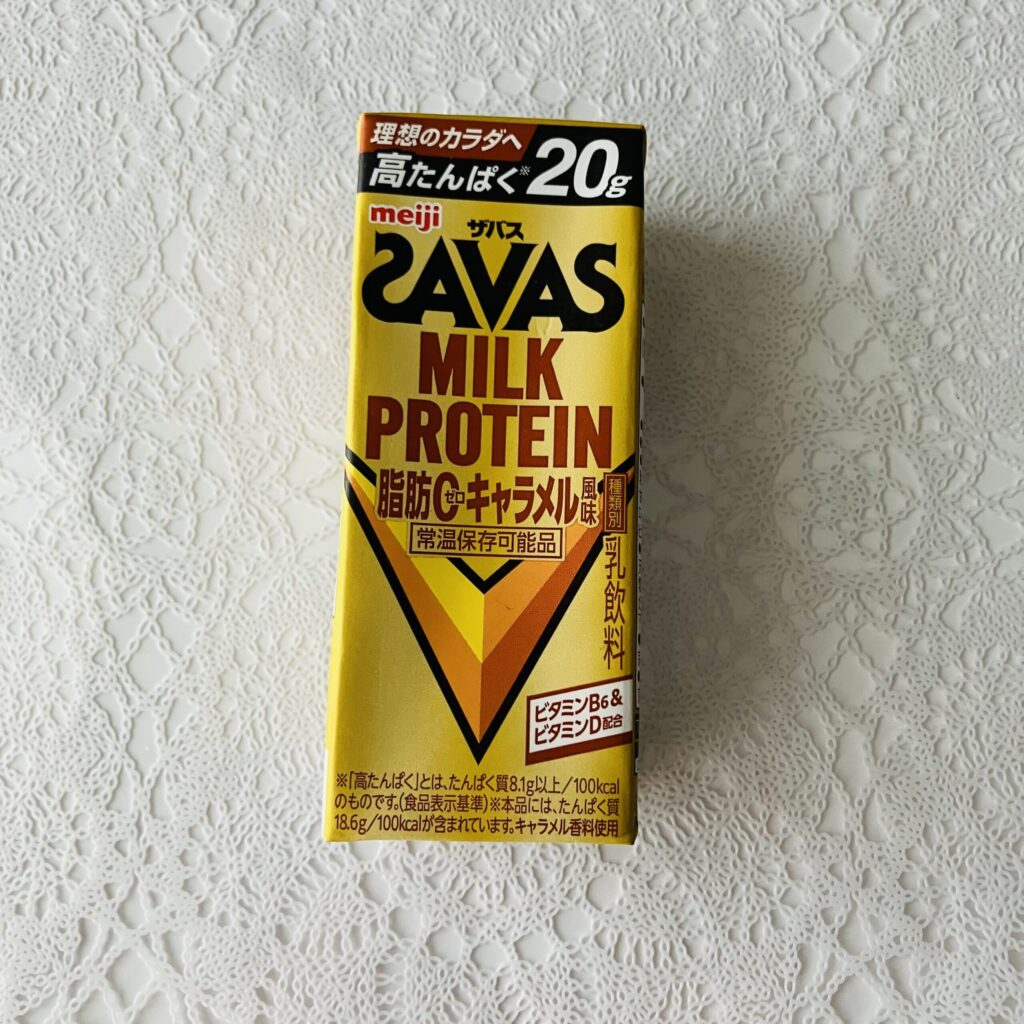 理想のカラダへ
高たんぱく※20g
meiji
ザバス
SAVAS
MILK
PROTEIN
脂肪0ゼロキャラメル風味
種類別 乳飲料
常温保存可能品
ビタミンB6&
ビタミンD配合
※「高たんぱく」とは、たんぱく質8.1g以上/100kcal
のものです。(食品表示基準)※本品には、たんぱく質
18.6g/100kcalが含まれています。キャラメル香料使用